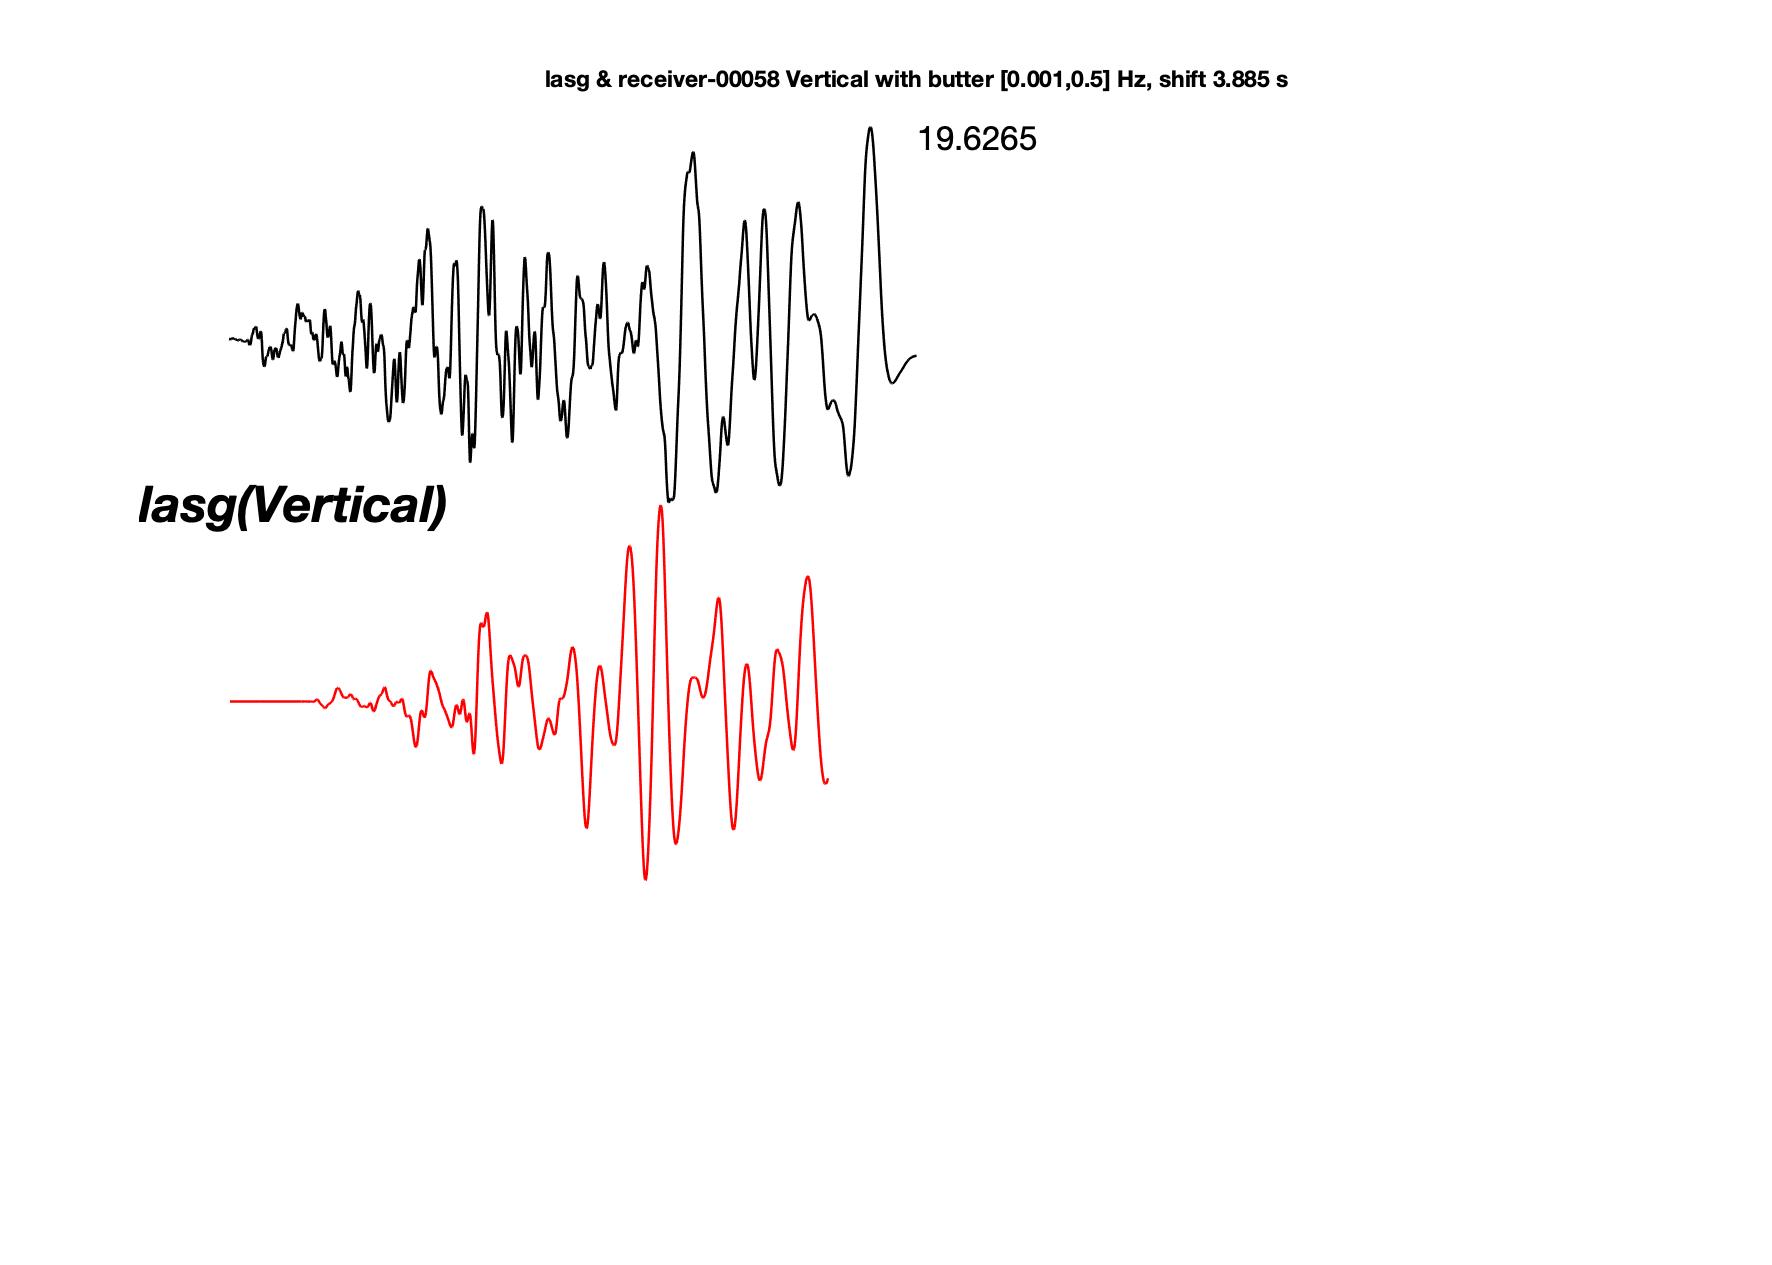 lasg & receiver-00058 Vertical with butter [0.001,0.5] Hz, shift 3.885 s
19.6265
lasg(Vertical)